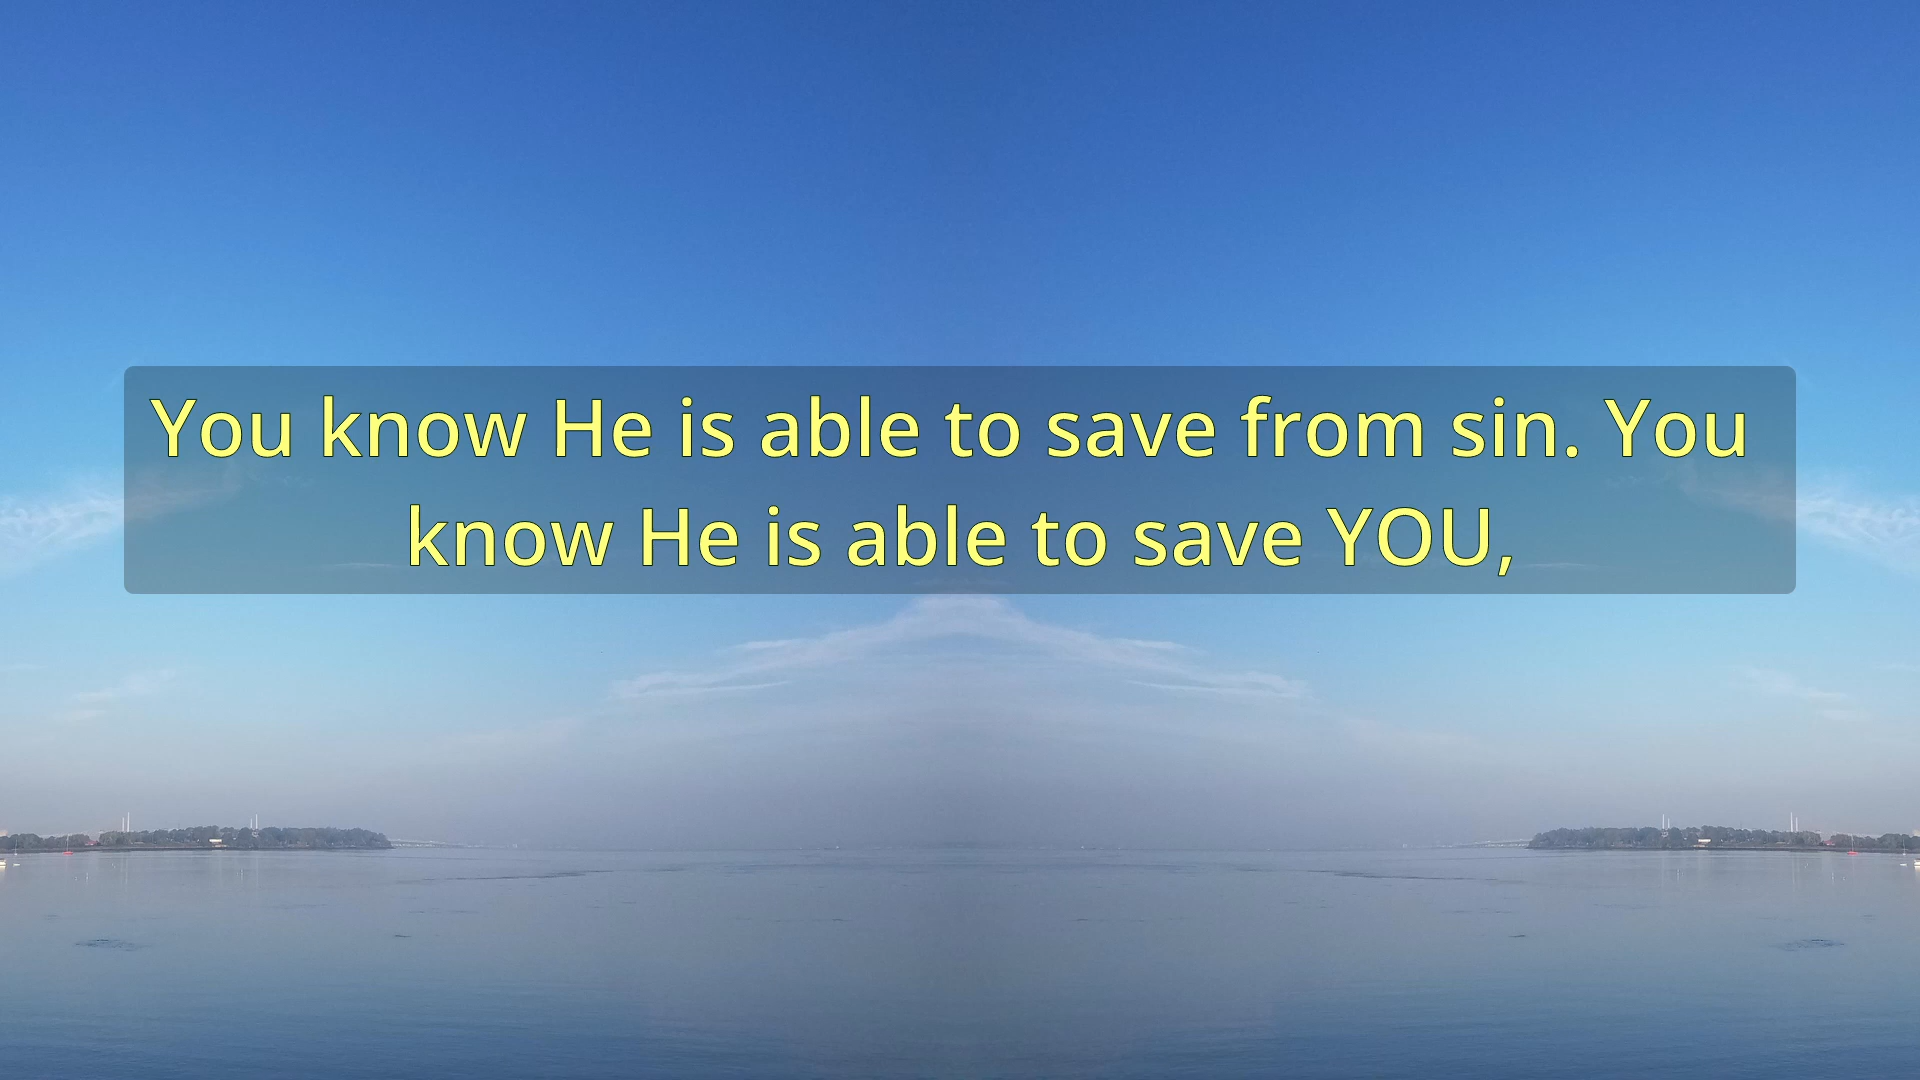 You know He is able to save from sin. You
know He is able to save YOU,